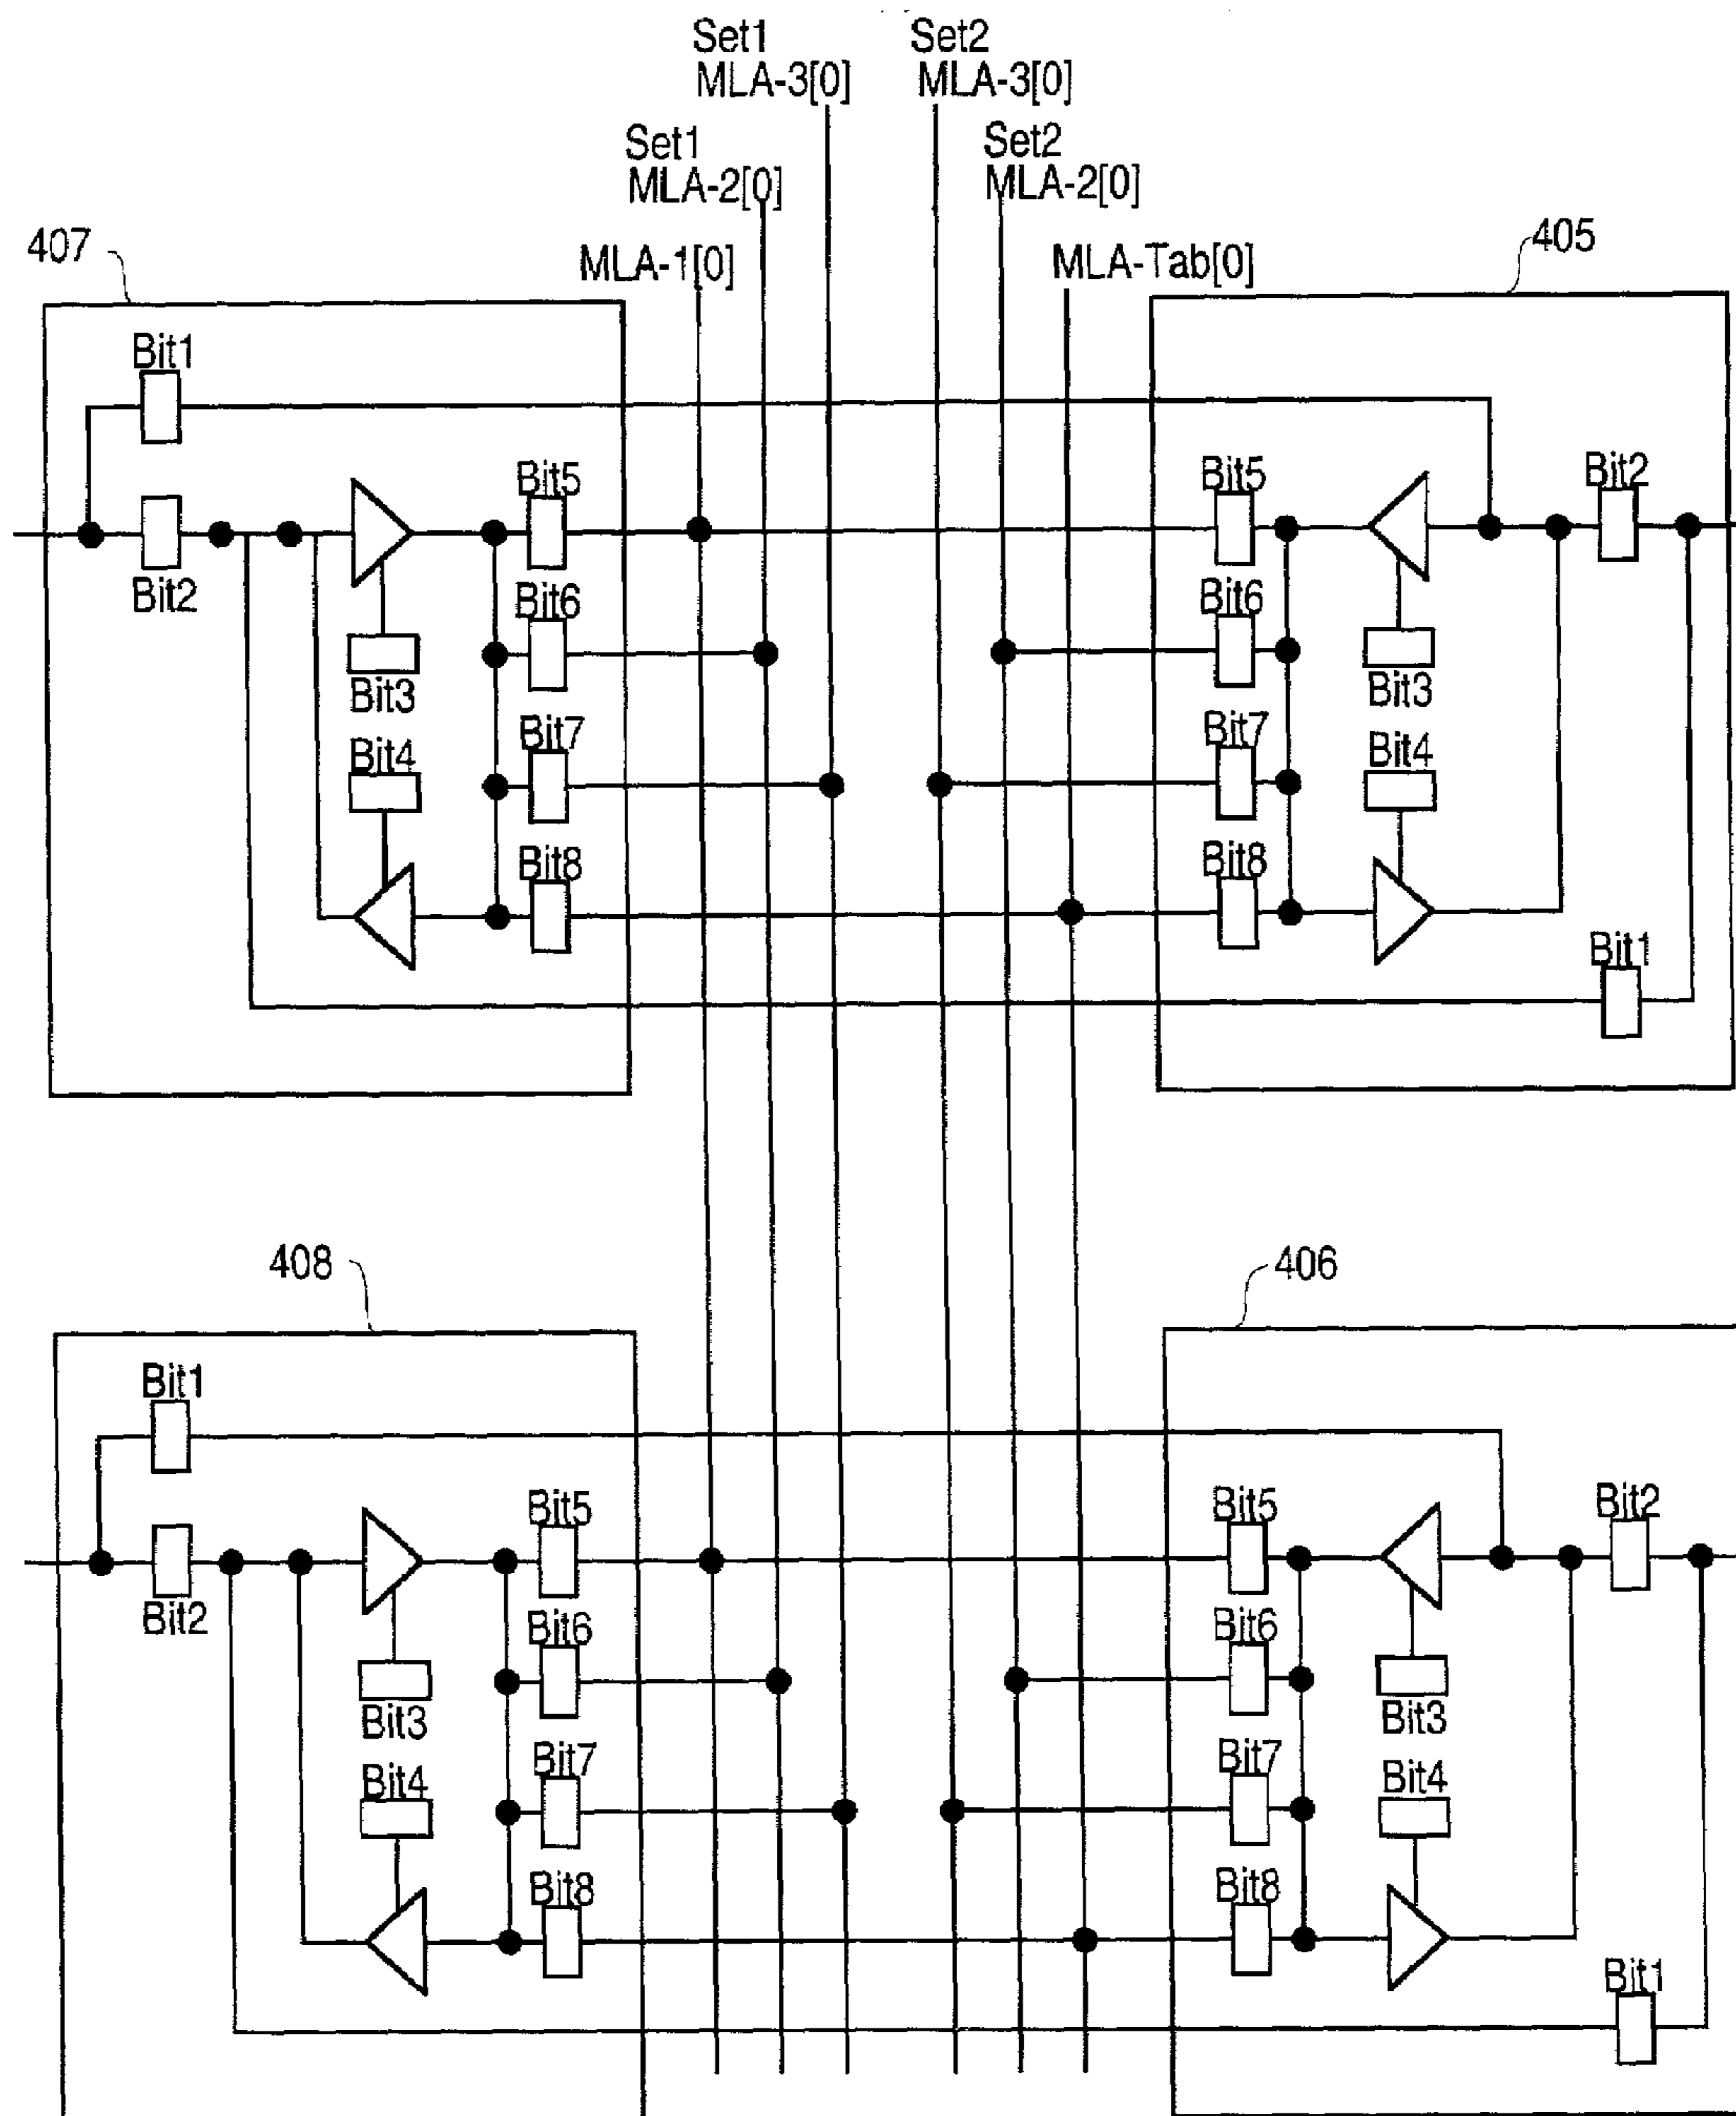 Set1
MLA-3[0]
Set2
MLA-3[0]
Set1
MLA-2[0]
Set2
MLA-2[0]
MLA-1[0]
MLA-Tab[0]
407
405
Bit1
Bit2
Bit5
Bit6
Bit3
Bit7
Bit4
Bit8
Bit5
Bit2
Bit6
Bit3
Bit7
Bit4
Bit8
Bit1
408
406
Bit1
Bit2
Bit5
Bit6
Bit3
Bit7
Bit4
Bit8
Bit5
Bit2
Bit6
Bit3
Bit7
Bit4
Bit8
Bit1